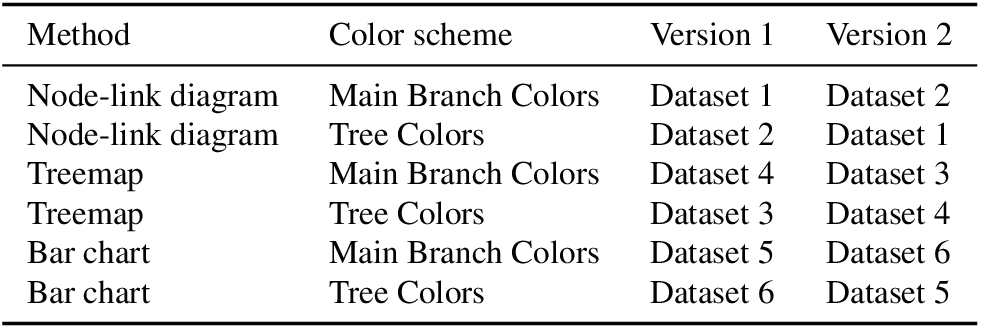 Method Color scheme Version 1 Version 2
Node-link diagram Main Branch Colors Dataset 1 Dataset 2
Node-link diagram Tree Colors Dataset 2 Dataset 1
Treemap Main Branch Colors Dataset 4 Dataset 3
Treemap Tree Colors Dataset 3 Dataset 4
Bar chart Main Branch Colors Dataset 5 Dataset 6
Bar chart Tree Colors Dataset 6 Dataset 5